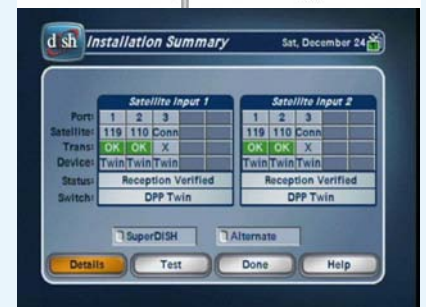 dish Installation Summary Sat, December 24
Satellite Input 1 Satellite Input 2
Port: 1 2 3 1 2 3
Satellite: 119 110 Conn 119 110 Conn
Trans: OK OK X OK OK X
Device: Twin Twin Twin Twin Twin Twin
Status: Reception Verified Reception Verified
Switch: DPP Twin DPP Twin
SuperDISH Alternate
Details Test Done Help